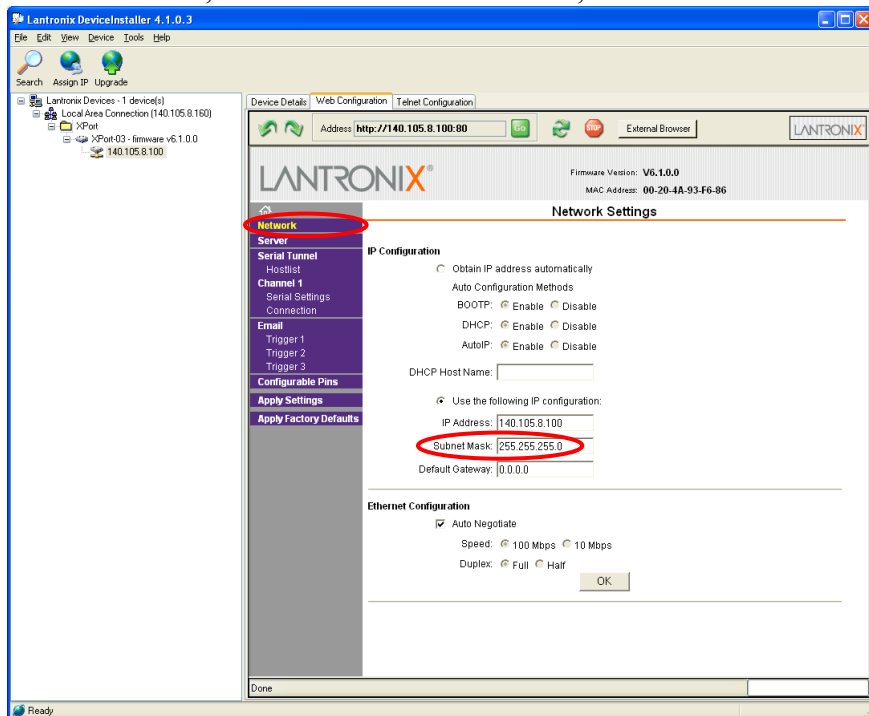 Lantronix DeviceInstaller 4.1.0.3
File Edit View Device Tools Help
Search Assign IP Upgrade
Lantronix Devices - 1 device(s)
Local Area Connection (140.105.8.160)
XPort
XPort-03 - firmware v6.1.0.0
140.105.8.100
Device Details Web Configuration Telnet Configuration
Address http://140.105.8.100:80 Go STOP External Browser LANTRONIX
LANTRONIX®
Firmware Version: V6.1.0.0
MAC Address: 00-20-4A-93-F6-86
Network
Server
Serial Tunnel
Hostlist
Channel 1
Serial Settings
Connection
Email
Trigger 1
Trigger 2
Trigger 3
Configurable Pins
Apply Settings
Apply Factory Defaults
Network Settings
IP Configuration
Obtain IP address automatically
Auto Configuration Methods
BOOTP: Enable Disable
DHCP: Enable Disable
AutoIP: Enable Disable
DHCP Host Name:
Use the following IP configuration:
IP Address: 140.105.8.100
Subnet Mask: 255.255.255.0
Default Gateway: 0.0.0.0
Ethernet Configuration
Auto Negotiate
Speed: 100 Mbps 10 Mbps
Duplex: Full Half
OK
Done
Ready